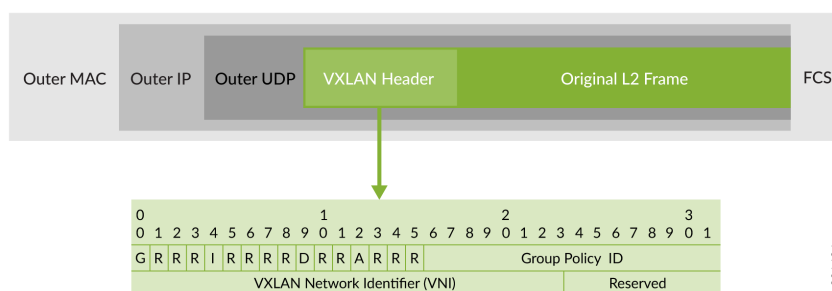 Outer MAC Outer IP Outer UDP VXLAN Header Original L2 Frame FCS
0 1 2 3
0 1 2 3 4 5 6 7 8 9 0 1 2 3 4 5 6 7 8 9 0 1 2 3 4 5 6 7 8 9 0 1
G R R R I R R R R D R R A R R R Group Policy ID
VXLAN Network Identifier (VNI) Reserved